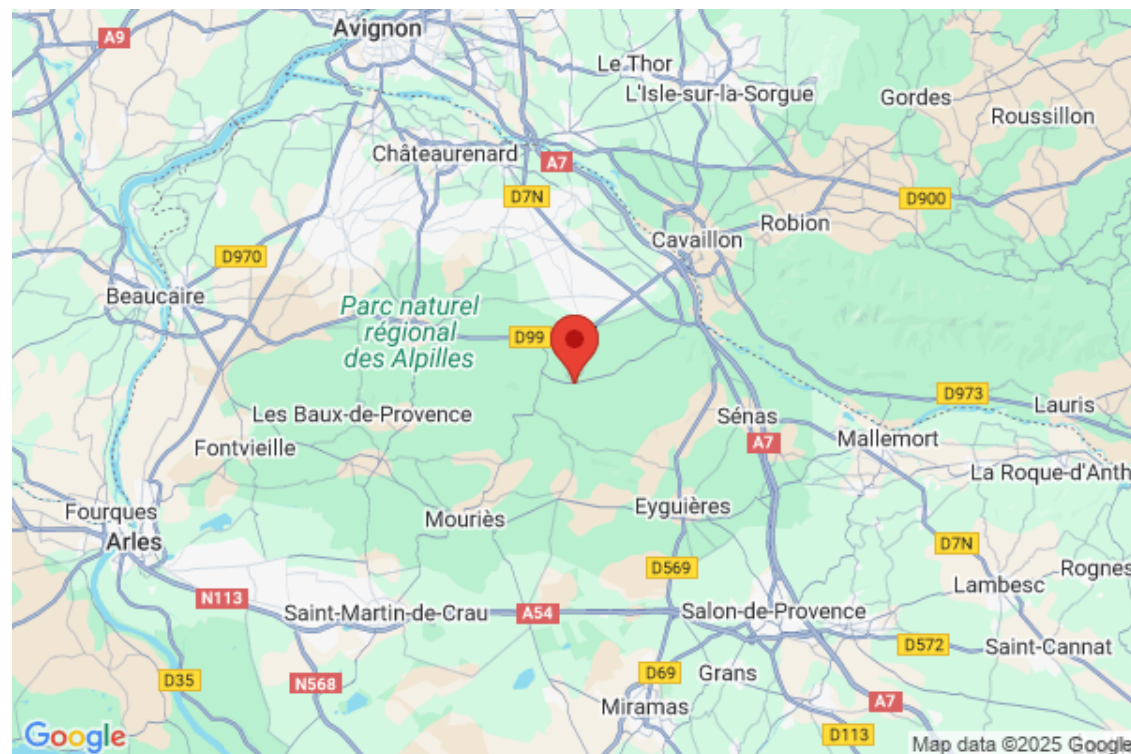 Avignon
A9
Le Thor
L'Isle-sur-la-Sorgue
Gordes
Roussillon
Châteaurenard
A7
D7N
D900
Robion
Cavaillon
D970
Beaucaire
Parc naturel
régional
des Alpilles
D99
D973
Lauris
Les Baux-de-Provence
Sénas
Mallemort
A7
Fontvieille
La Roque-d'Anth
Eyguières
Mouriès
Fourques
Arles
D7N
D569
Rognes
Lambesc
N113
Saint-Martin-de-Crau
A54
Salon-de-Provence
D572
Saint-Cannat
D35
N568
D69
Grans
A7
Miramas
D113
Google
Map data ©2025 Google